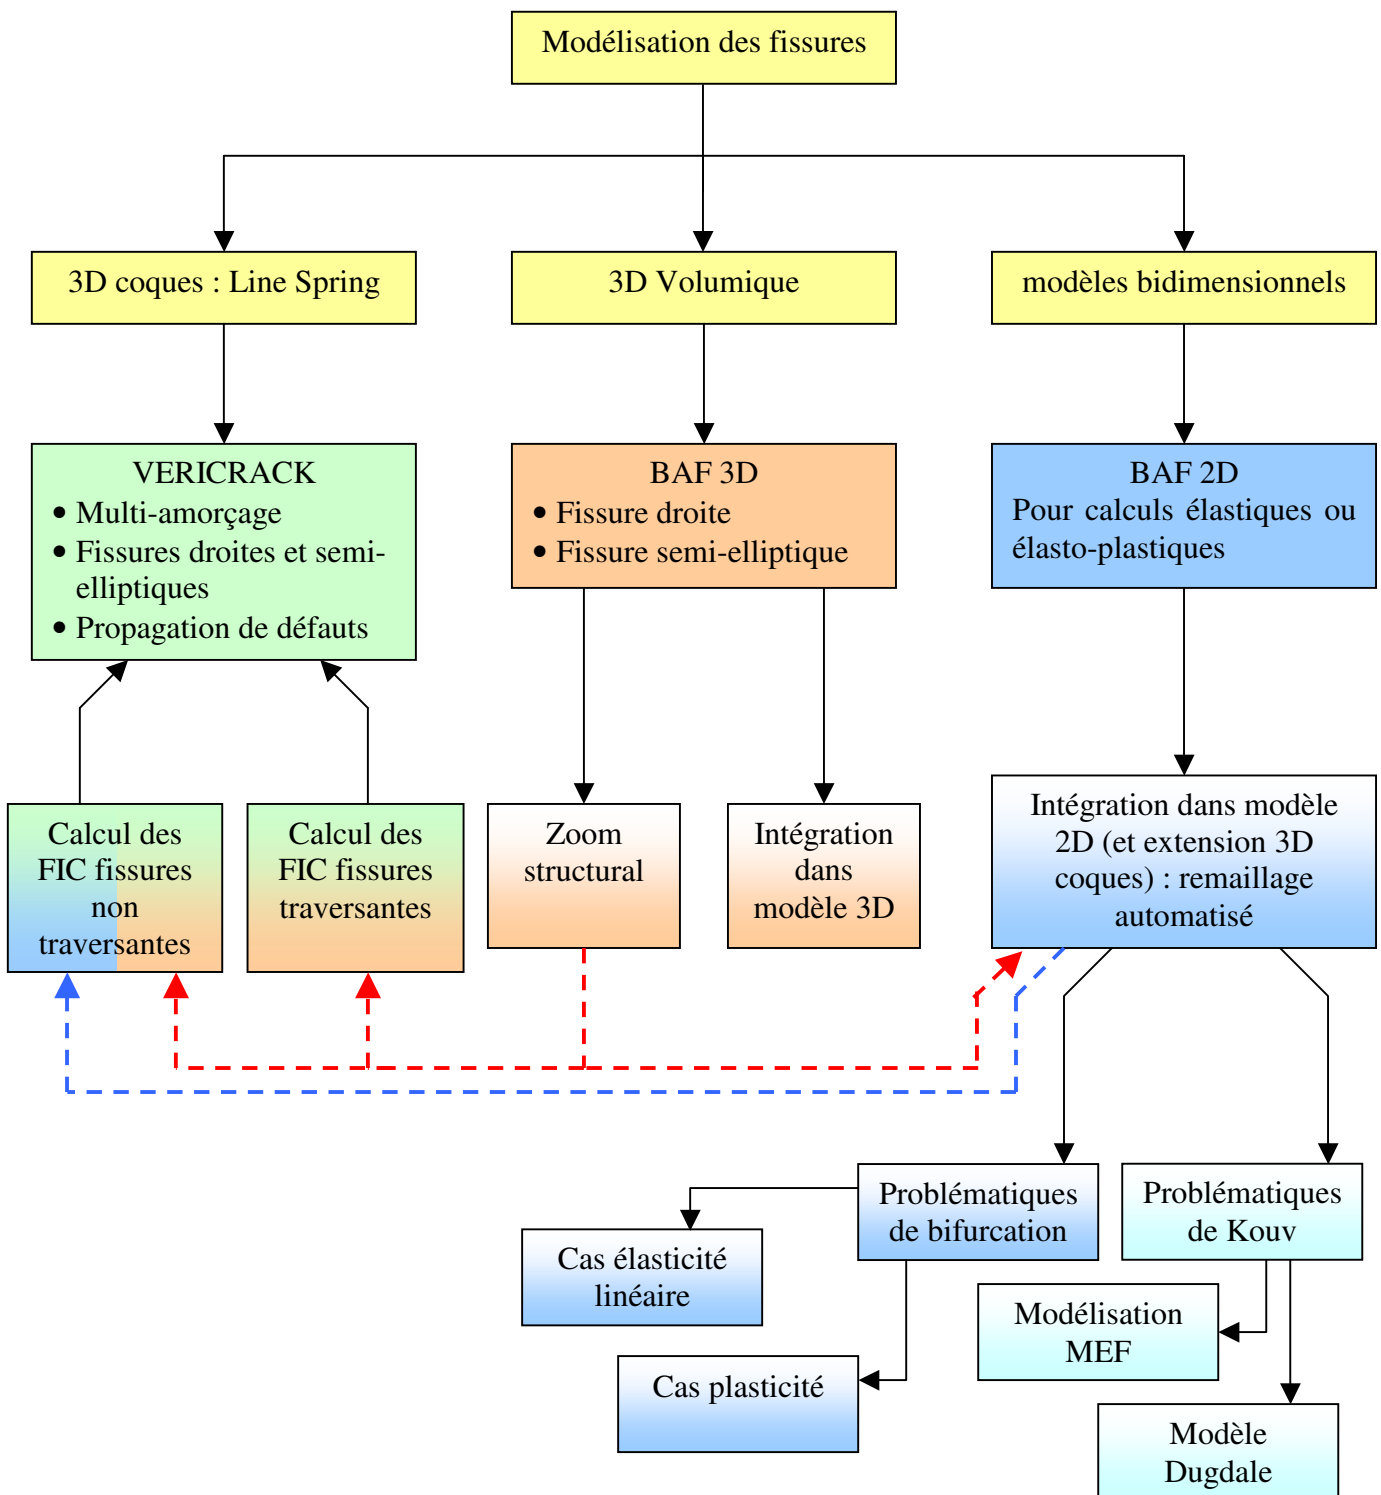 Modélisation des fissures
3D coques : Line Spring
3D Volumique
modèles bidimensionnels
VERICRACK
• Multi-amorçage
• Fissures droites et semi-
elliptiques
• Propagation de défauts
BAF 3D
• Fissure droite
• Fissure semi-elliptique
BAF 2D
Pour calculs élastiques ou
élasto-plastiques
Calcul des
FIC fissures
non
traversantes
Calcul des
FIC fissures
traversantes
Zoom
structural
Intégration
dans
modèle 3D
Intégration dans modèle
2D (et extension 3D
coques) : remaillage
automatisé
Problématiques
de bifurcation
Problématiques
de Kouv
Cas élasticité
linéaire
Modélisation
MEF
Cas plasticité
Modèle
Dugdale